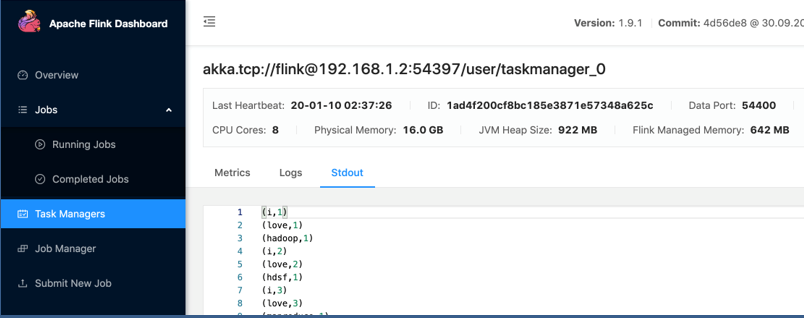 Apache Flink Dashboard
Version: 1.9.1 Commit: 4d56de8 @ 30.09.20
Overview
Jobs
Running Jobs
Completed Jobs
Task Managers
Job Manager
Submit New Job
akka.tcp://flink@192.168.1.2:54397/user/taskmanager_0
Last Heartbeat: 20-01-10 02:37:26 ID: 1ad4f200cf8bc185e3871e57348a625c Data Port: 54400
CPU Cores: 8 Physical Memory: 16.0 GB JVM Heap Size: 922 MB Flink Managed Memory: 642 MB
Metrics Logs Stdout
1 (i,1)
2 (love,1)
3 (hadoop,1)
4 (i,2)
5 (love,2)
6 (hdsf,1)
7 (i,3)
8 (love,3)